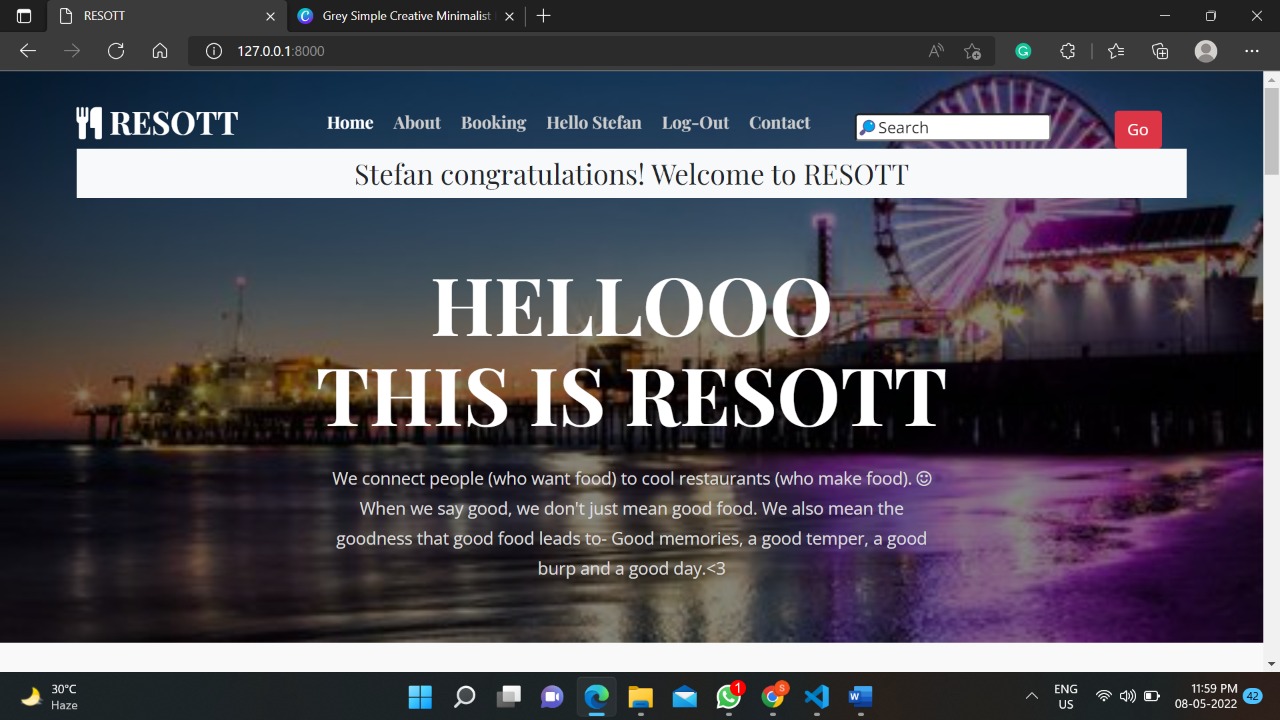 RESOTT
Grey Simple Creative Minimalist
127.0.0.1:8000
RESOTT
Home About Booking Hello Stefan Log-Out Contact
Search
Go
Stefan congratulations! Welcome to RESOTT
HELLOOO
THIS IS RESOTT
We connect people (who want food) to cool restaurants (who make food). ☺
When we say good, we don't just mean good food. We also mean the
goodness that good food leads to- Good memories, a good temper, a good
burp and a good day.<3
30°C
Haze
1
S
W
ENG
US
11:59 PM
08-05-2022
42